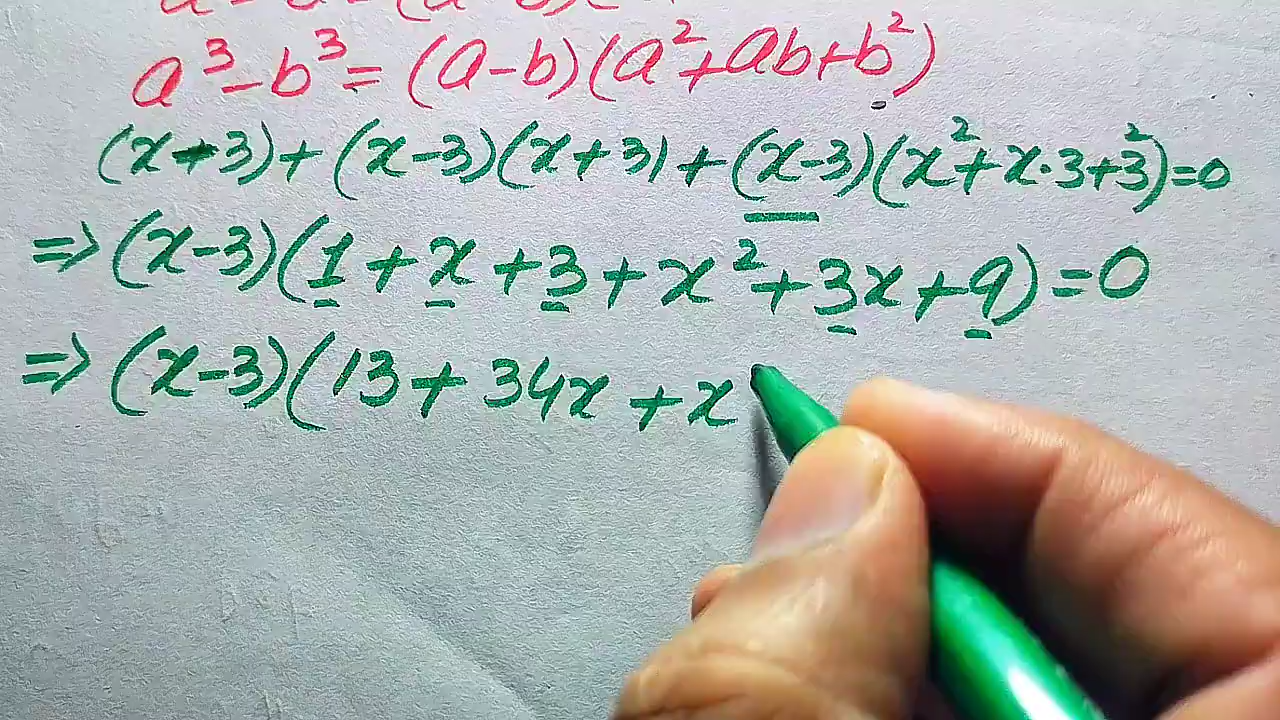 a³-b³=(a-b)(a²+ab+b²)
(x-3)+(x-3)(x+3)+(x-3)(x²+x·3+3²)=0
⇒(x-3)(1+x+3+x²+3x+9)=0
⇒(x-3)(13+34x+x